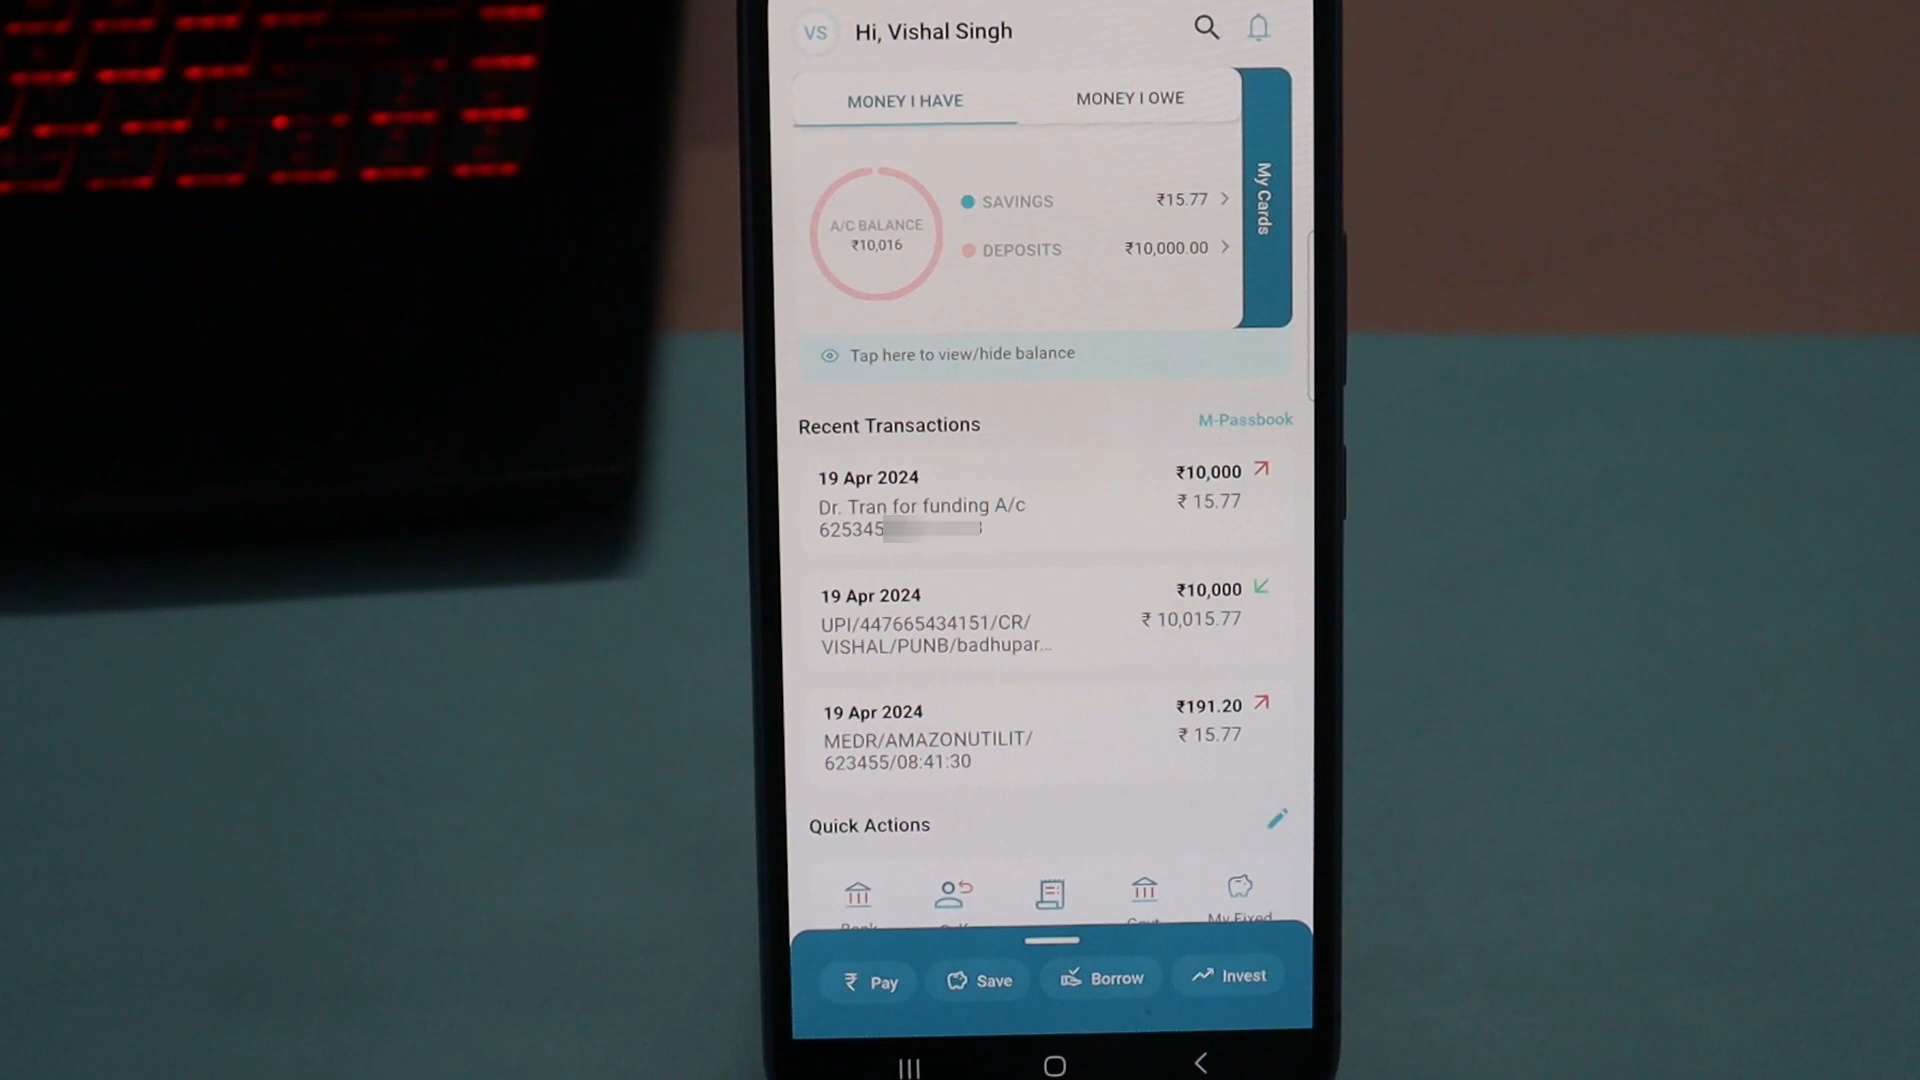 VS
Hi, Vishal Singh
MONEY I HAVE
MONEY I OWE
My Cards
A/C BALANCE
₹10,016
SAVINGS
₹15.77
DEPOSITS
₹10,000.00
Tap here to view/hide balance
Recent Transactions
M-Passbook
19 Apr 2024
₹10,000
Dr. Tran for funding A/c
₹ 15.77
625345
19 Apr 2024
₹10,000
UPI/447665434151/CR/
₹ 10,015.77
VISHAL/PUNB/badhupar...
19 Apr 2024
₹191.20
MEDR/AMAZONUTILIT/
₹ 15.77
623455/08:41:30
Quick Actions
My Fixed
Pay
Save
Borrow
Invest